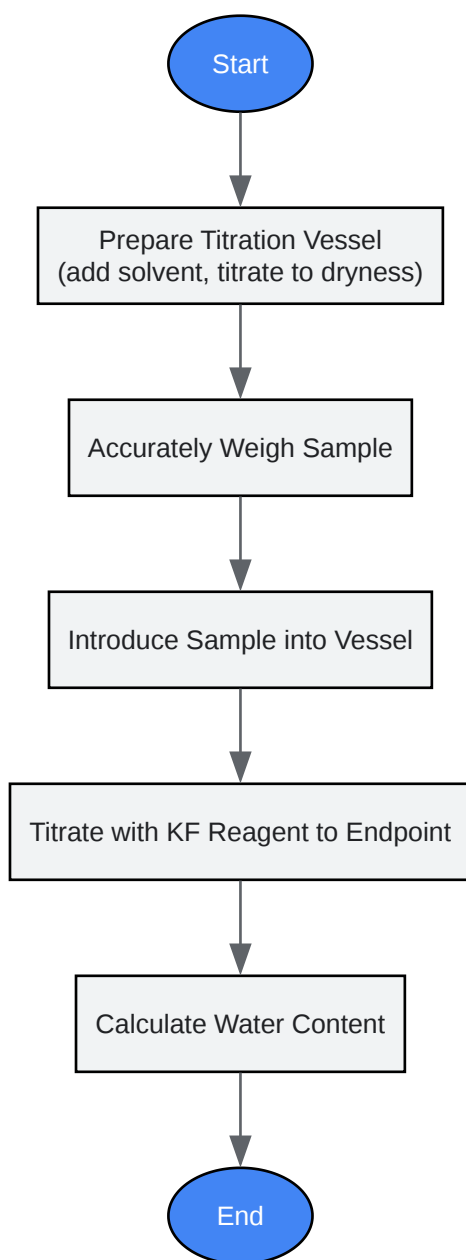 Start
Prepare Titration Vessel
(add solvent, titrate to dryness)
Accurately Weigh Sample
Introduce Sample into Vessel
Titrate with KF Reagent to Endpoint
Calculate Water Content
End